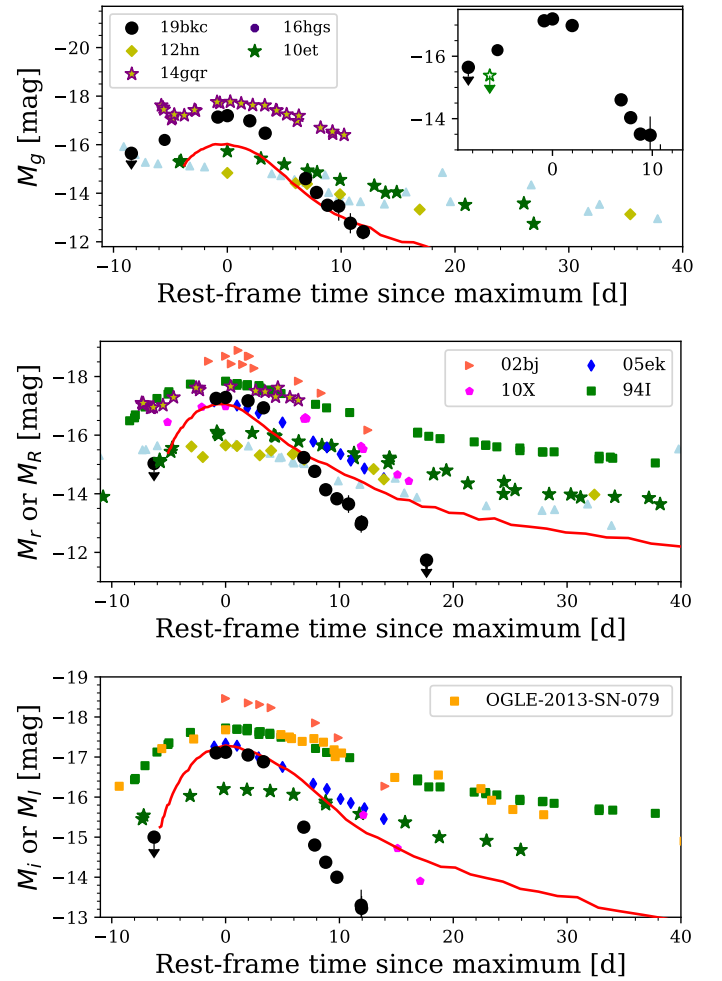 19bkc
12hn
14gqr
16hgs
10et
−20
−18
−16
−14
−12
M_g [mag]
−16
−14
0
10
−10
0
10
20
30
40
Rest-frame time since maximum [d]
02bj
10X
05ek
94I
−18
−16
−14
−12
M_r or M_R [mag]
−10
0
10
20
30
40
Rest-frame time since maximum [d]
OGLE-2013-SN-079
−19
−18
−17
−16
−15
−14
−13
M_i or M_I [mag]
−10
0
10
20
30
40
Rest-frame time since maximum [d]